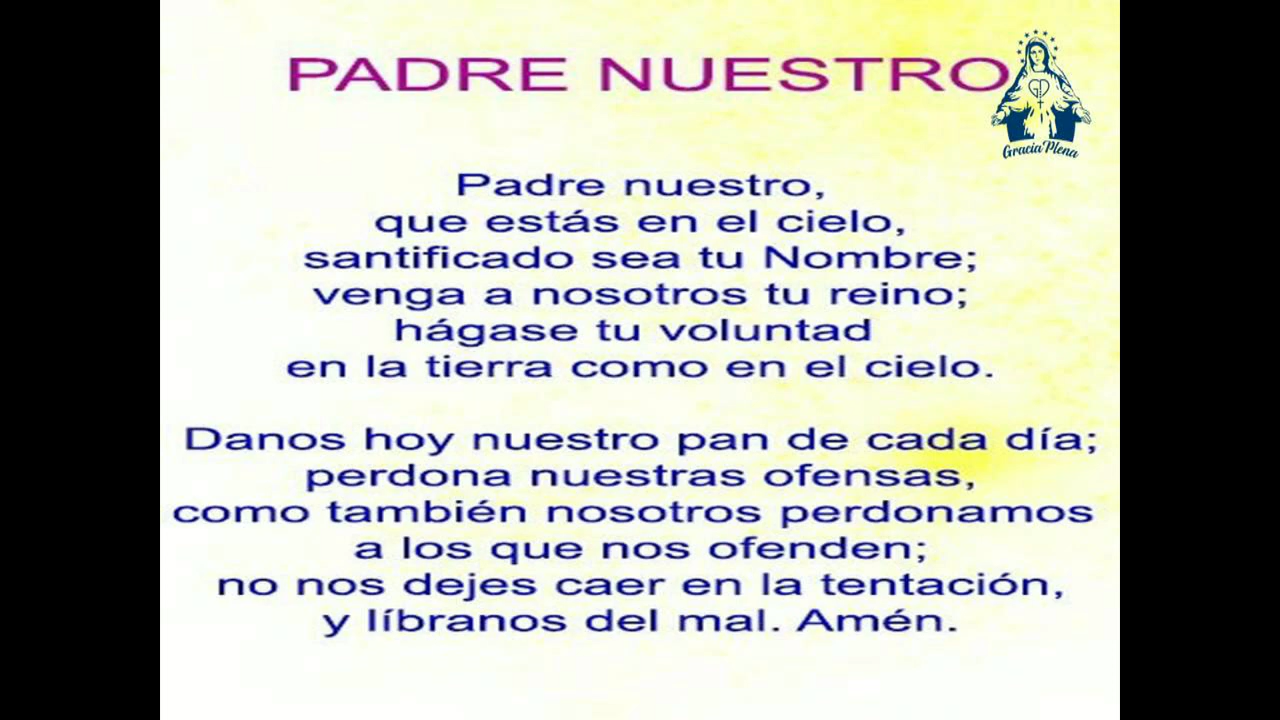 PADRE NUESTRO
Gracia Plena
Padre nuestro,
que estás en el cielo,
santificado sea tu Nombre;
venga a nosotros tu reino;
hágase tu voluntad
en la tierra como en el cielo.
Danos hoy nuestro pan de cada día;
perdona nuestras ofensas,
como también nosotros perdonamos
a los que nos ofenden;
no nos dejes caer en la tentación,
y líbranos del mal. Amén.